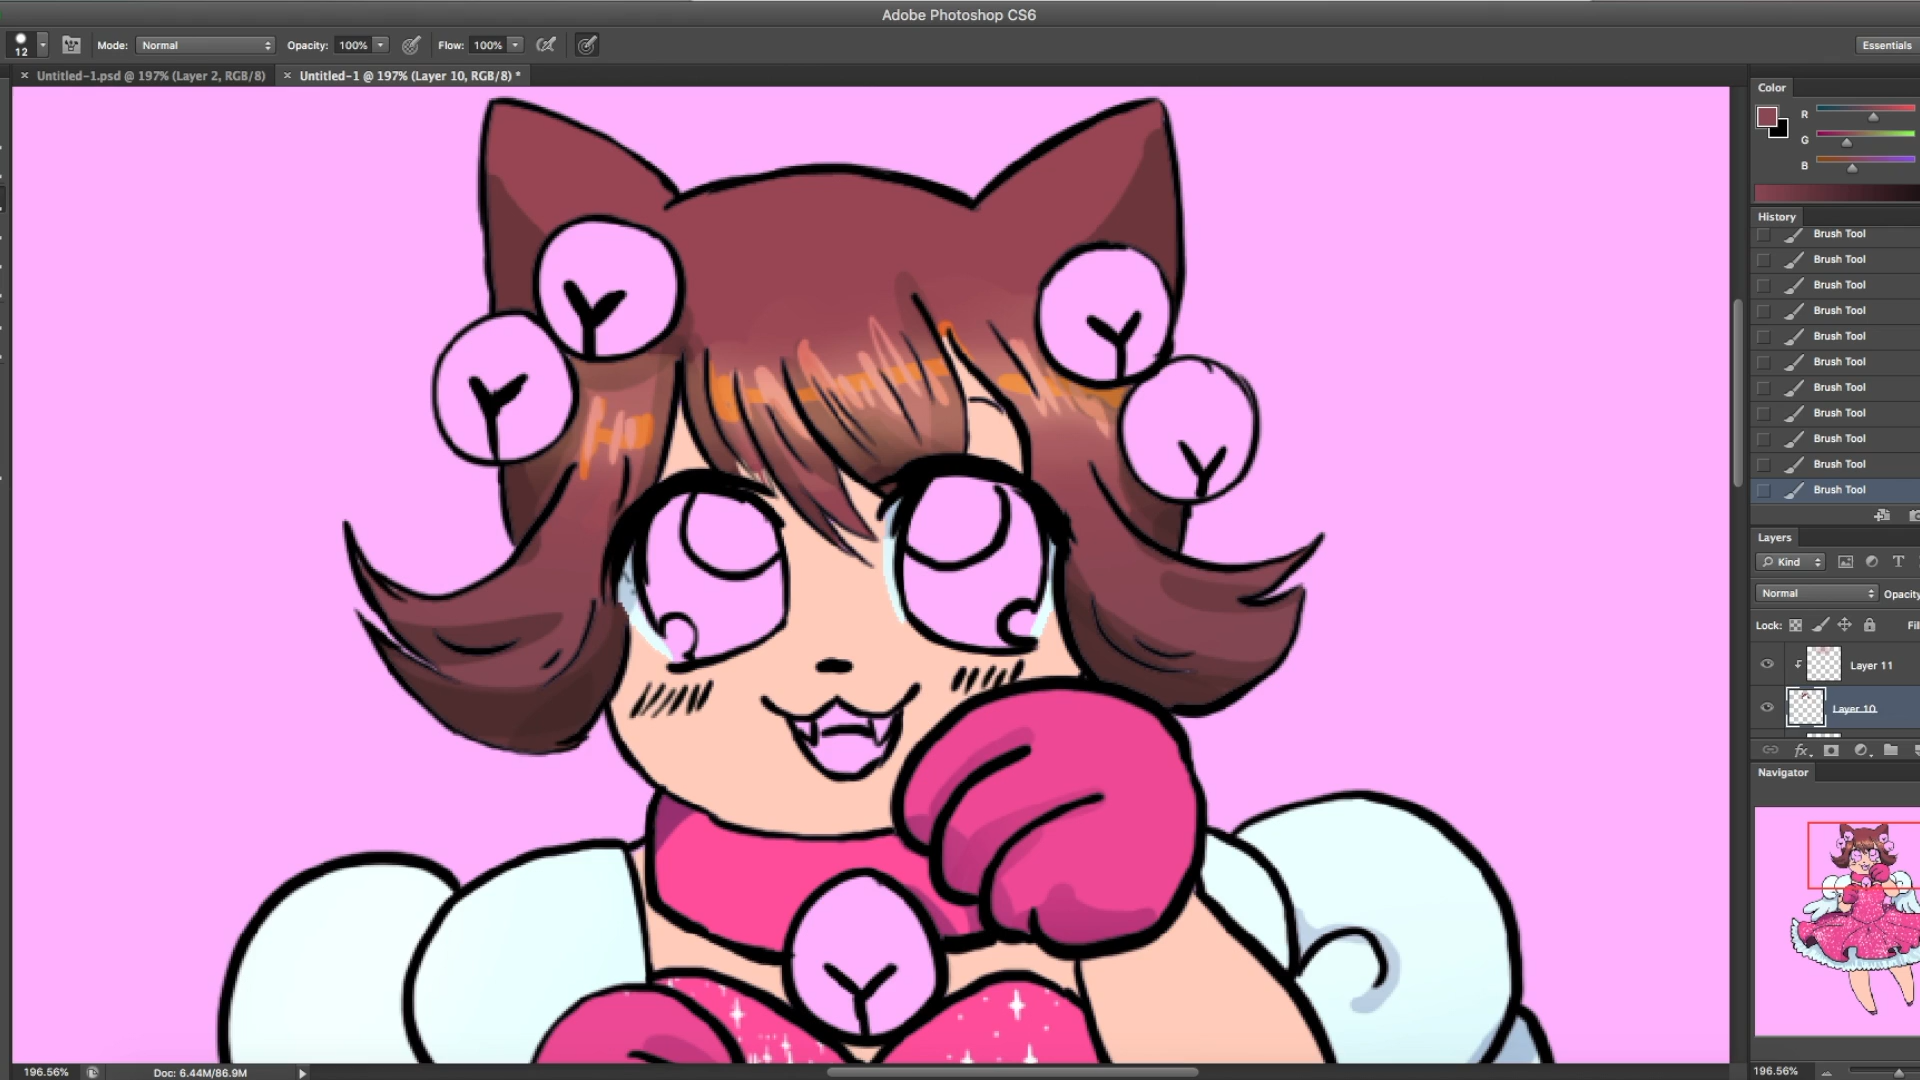 Adobe Photoshop CS6
12 Mode: Normal Opacity: 100% Flow: 100% Essentials
× Untitled-1.psd @ 197% (Layer 2, RGB/8) × Untitled-1 @ 197% (Layer 10, RGB/8) *
Color
R
G
B
History
Brush Tool
Brush Tool
Brush Tool
Brush Tool
Brush Tool
Brush Tool
Brush Tool
Brush Tool
Brush Tool
Brush Tool
Brush Tool
Layers
Kind T
Normal Opacity
Lock: Fil
Layer 11
Layer 10
fx
Navigator
196.56% Doc: 6.44M/86.9M
196.56%